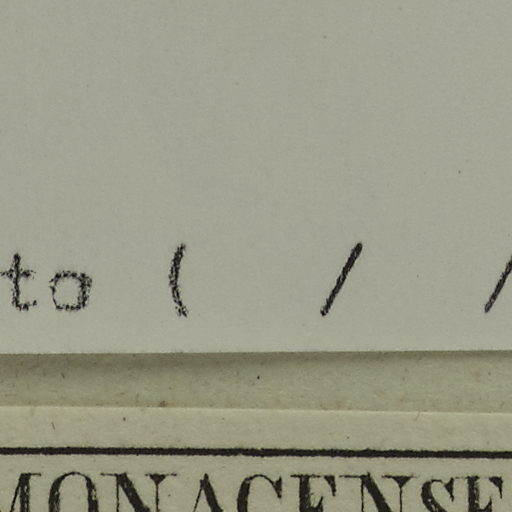 to ( / /
MONACENSE